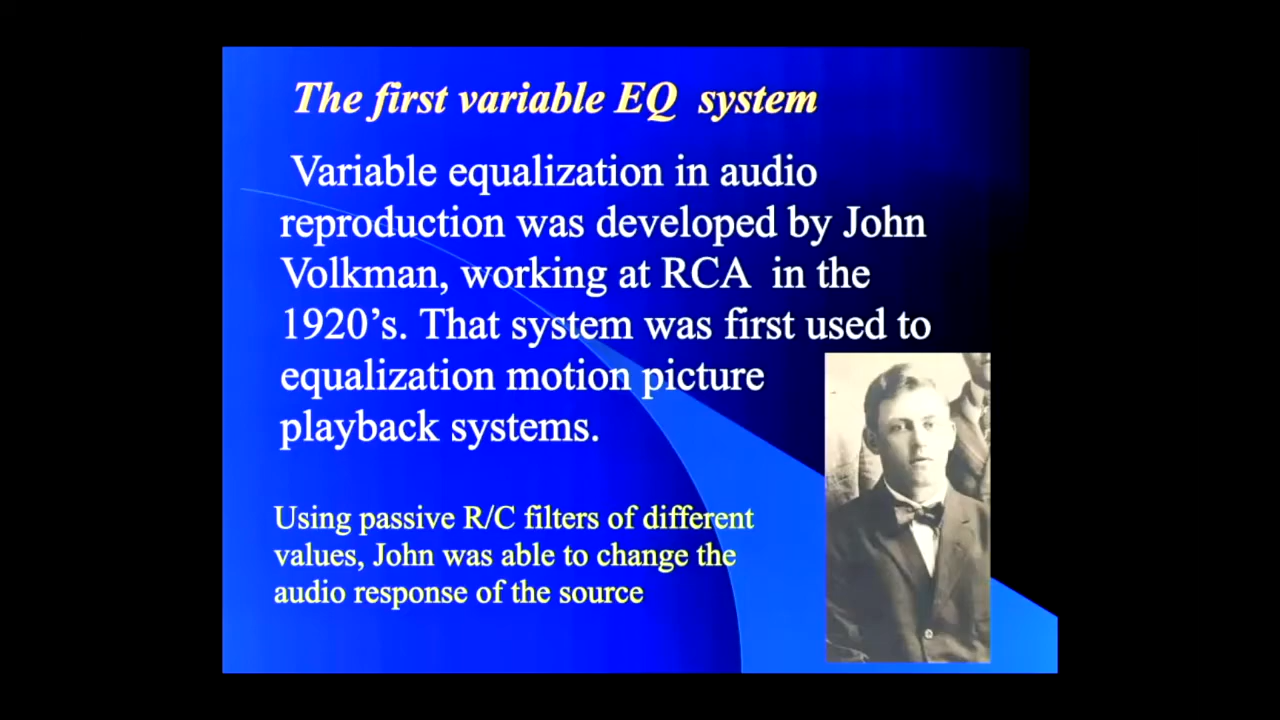 The first variable EQ system
Variable equalization in audio
reproduction was developed by John
Volkman, working at RCA in the
1920’s. That system was first used to
equalization motion picture
playback systems.
Using passive R/C filters of different
values, John was able to change the
audio response of the source